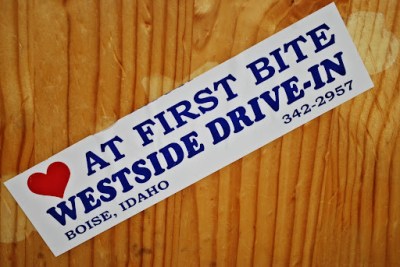 AT FIRST BITE
WESTSIDE DRIVE-IN
BOISE, IDAHO 342-2957